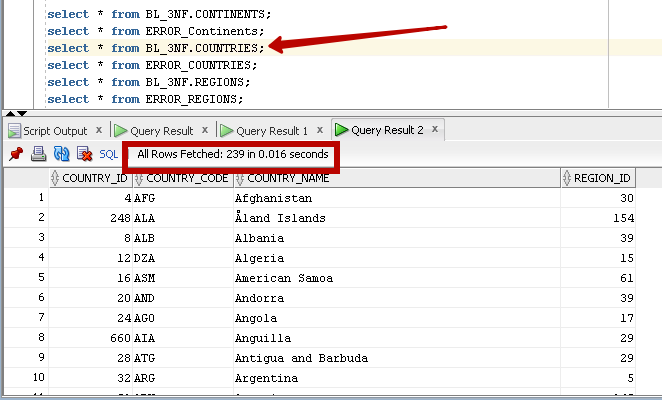 select * from BL_3NF.CONTINENTS;
select * from ERROR_Continents;
select * from BL_3NF.COUNTRIES;
select * from ERROR_COUNTRIES;
select * from BL_3NF.REGIONS;
select * from ERROR_REGIONS;
Script Output x Query Result x Query Result 1 x Query Result 2 x
SQL All Rows Fetched: 239 in 0.016 seconds
COUNTRY_ID COUNTRY_CODE COUNTRY_NAME REGION_ID
1 4 AFG Afghanistan 30
2 248 ALA Åland Islands 154
3 8 ALB Albania 39
4 12 DZA Algeria 15
5 16 ASM American Samoa 61
6 20 AND Andorra 39
7 24 AGO Angola 17
8 660 AIA Anguilla 29
9 28 ATG Antigua and Barbuda 29
10 32 ARG Argentina 5